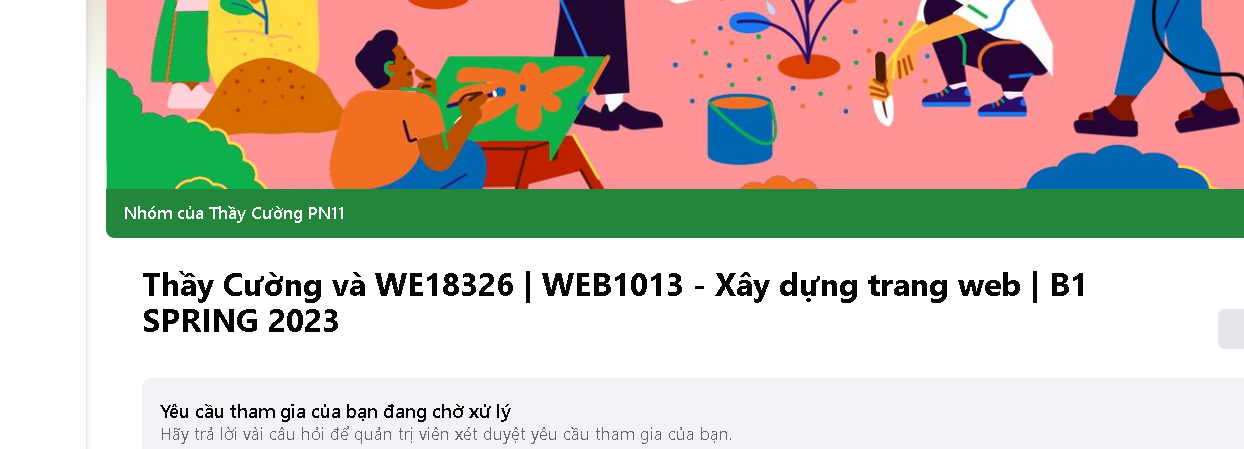 Nhóm của Thầy Cường PN11
Thầy Cường và WE18326 | WEB1013 - Xây dựng trang web | B1
SPRING 2023
Yêu cầu tham gia của bạn đang chờ xử lý
Hãy trả lời vài câu hỏi để quản trị viên xét duyệt yêu cầu tham gia của bạn.